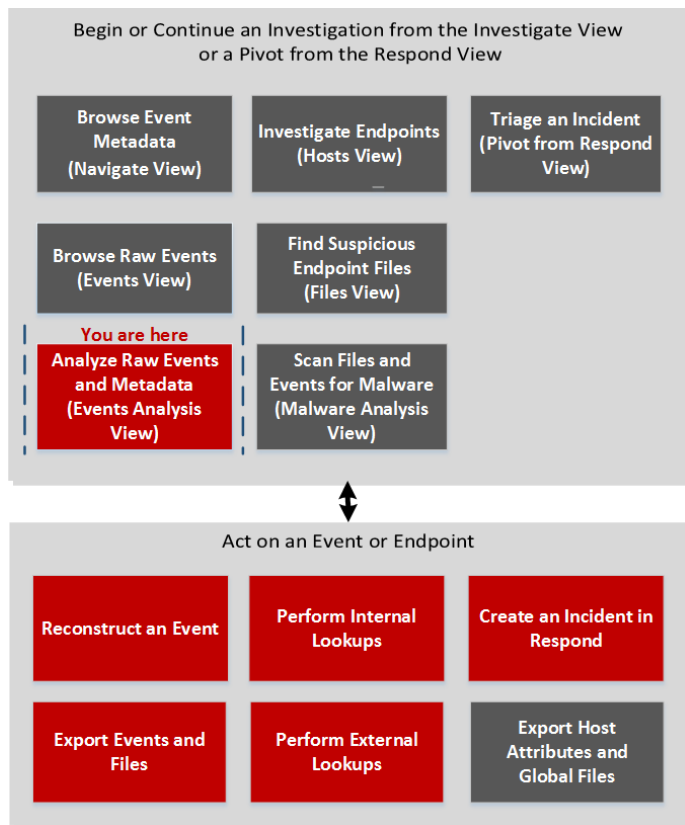 Begin or Continue an Investigation from the Investigate View
or a Pivot from the Respond View
Browse Event
Metadata
(Navigate View)
Investigate Endpoints
(Hosts View)
Triage an Incident
(Pivot from Respond
View)
Browse Raw Events
(Events View)
Find Suspicious
Endpoint Files
(Files View)
You are here
Analyze Raw Events
and Metadata
(Events Analysis
View)
Scan Files and
Events for Malware
(Malware Analysis
View)
Act on an Event or Endpoint
Reconstruct an Event
Perform Internal
Lookups
Create an Incident in
Respond
Export Events and
Files
Perform External
Lookups
Export Host
Attributes and
Global Files